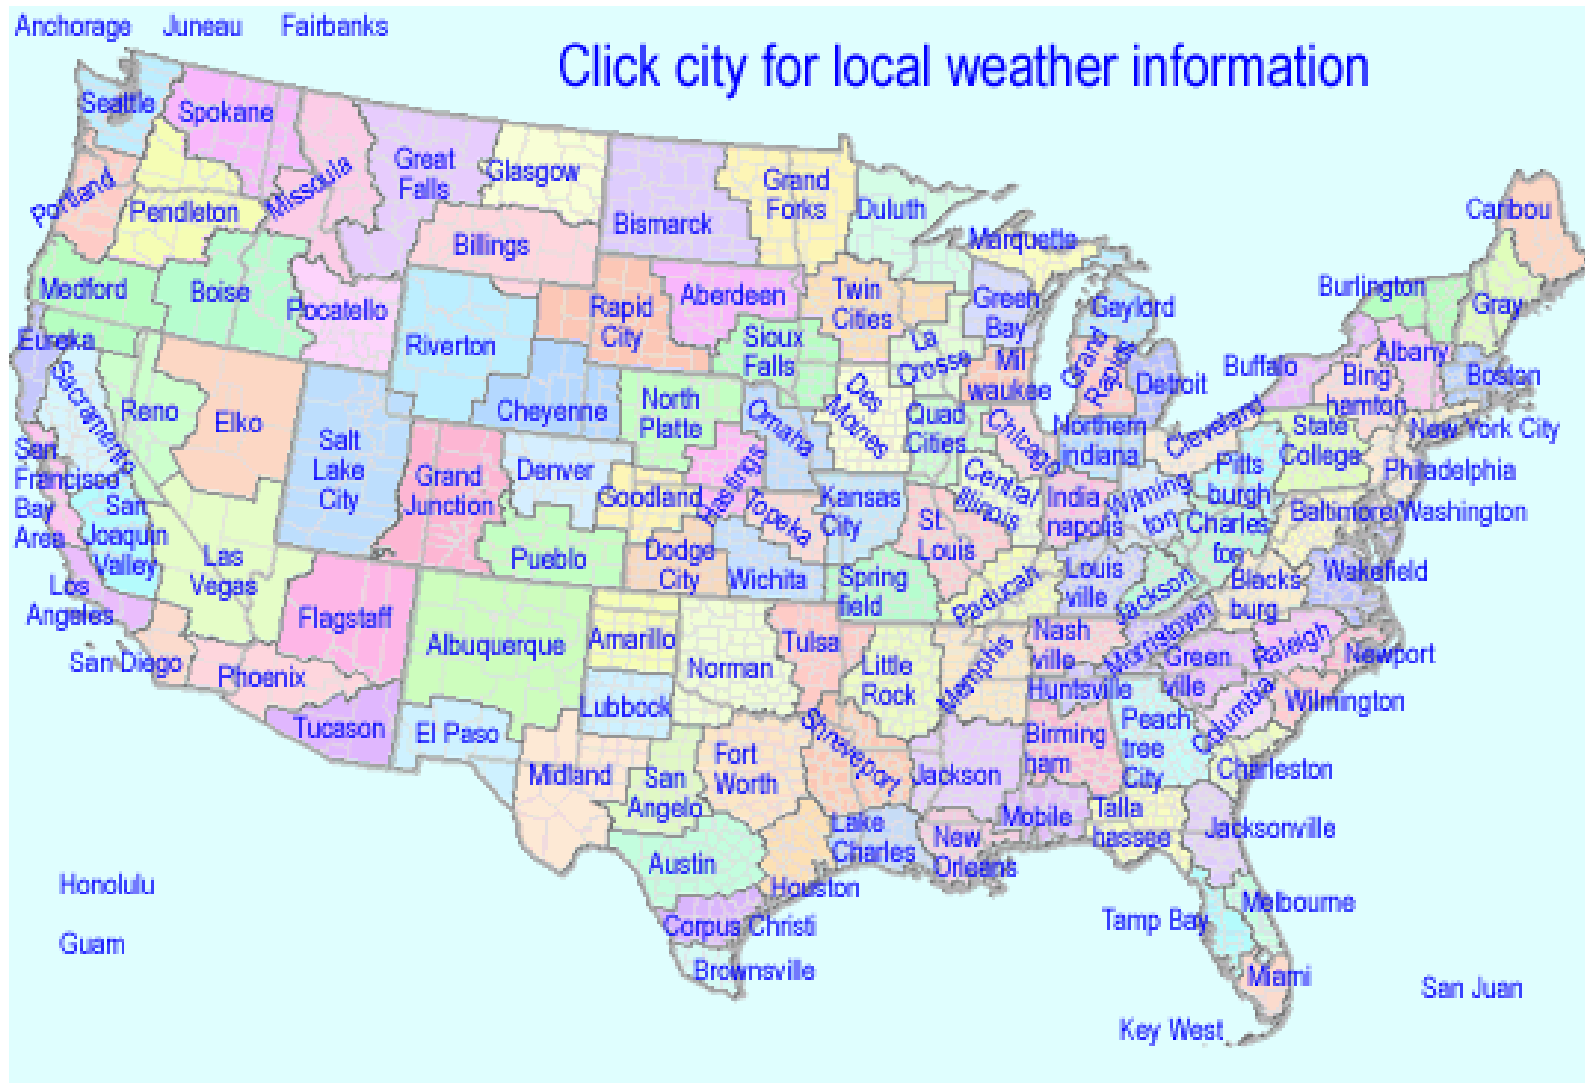 Anchorage Juneau Fairbanks
Click city for local weather information
Seattle
Spokane
Portland
Pendleton
Missoula
Great
Falls
Glasgow
Billings
Bismarck
Grand
Forks
Duluth
Marquette
Caribou
Burlington
Gray
Medford
Boise
Pocatello
Riverton
Rapid
City
Aberdeen
Twin
Cities
Green
Bay
Gaylord
Eureka
Sioux
Falls
La
Crosse
Mil
waukee
Grand
Rapids
Detroit
Buffalo
Albany
Bing
hamton
Boston
Sacramento
Reno
Elko
Salt
Lake
City
Cheyenne
North
Platte
Omaha
Des
Moines
Quad
Cities
Chicago
Northern
indiana
Cleveland
State
College
New York City
San
Francisco
Bay
Area
San
Joaquin
Valley
Grand
Junction
Denver
Goodland
Hastings
Topeka
Kansas
City
St.
Louis
Central
Illinois
India
napolis
Wilming
ton
Pitts
burgh
Philadelphia
Baltimore/Washington
Charles
ton
Los
Angeles
Las
Vegas
Pueblo
Dodge
City
Wichita
Spring
field
Paducah
Louis
ville
Jackson
Blacks
burg
Wakefield
San Diego
Flagstaff
Phoenix
Tucason
Albuquerque
Amarillo
Lubbock
Norman
Tulsa
Little
Rock
Memphis
Nash
ville
Morristown
Green
ville
Raleigh
Newport
Huntsville
Columbia
Wilmington
El Paso
Midland
San
Angelo
Fort
Worth
Shreveport
Jackson
Birming
ham
Peach
tree
City
Charleston
Mobile
Talla
hassee
Jacksonville
Austin
Houston
Lake
Charles
New
Orleans
Corpus Christi
Brownsville
Honolulu
Guam
Tamp Bay
Melbourne
Miami
Key West
San Juan